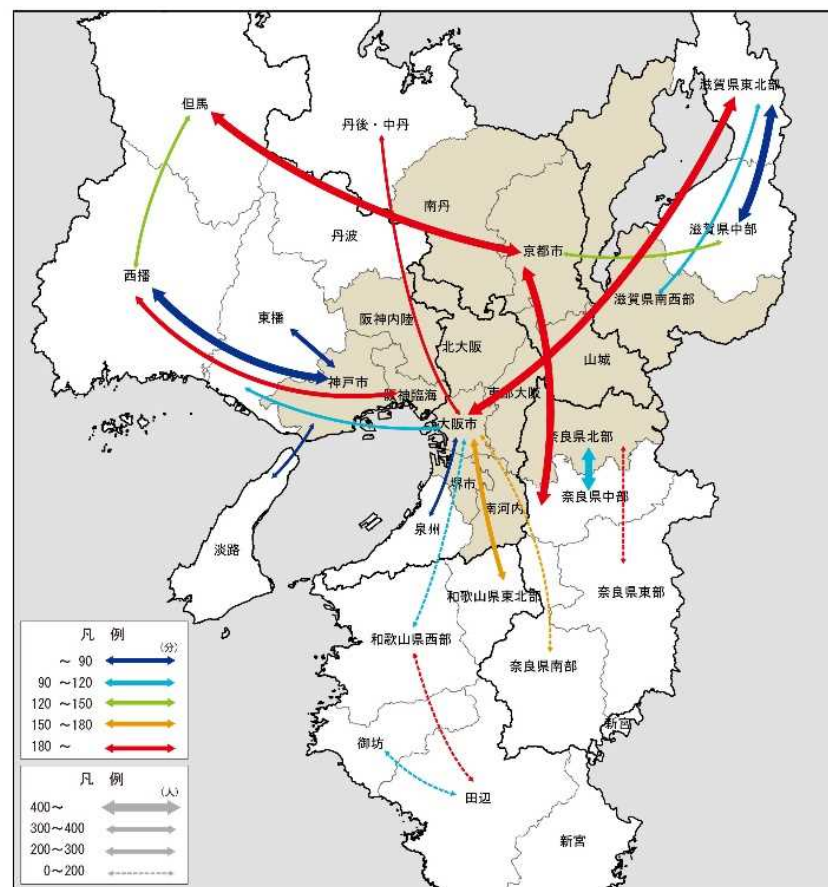 滋賀県東北部
但馬
丹後・中丹
南丹
丹波
京都市
滋賀県中部
西播
滋賀県南西部
東播
阪神内陸
北大阪
山城
神戸市
阪神臨海
東部大阪
大阪市
奈良県北部
堺市
奈良県中部
南河内
泉州
淡路
和歌山県東北部
奈良県東部
和歌山県西部
奈良県南部
新宮
御坊
田辺
新宮
凡 例
(分)
～ 90
90 ～120
120～150
150～180
180～
凡 例
(人)
400～
300～400
200～300
0～200